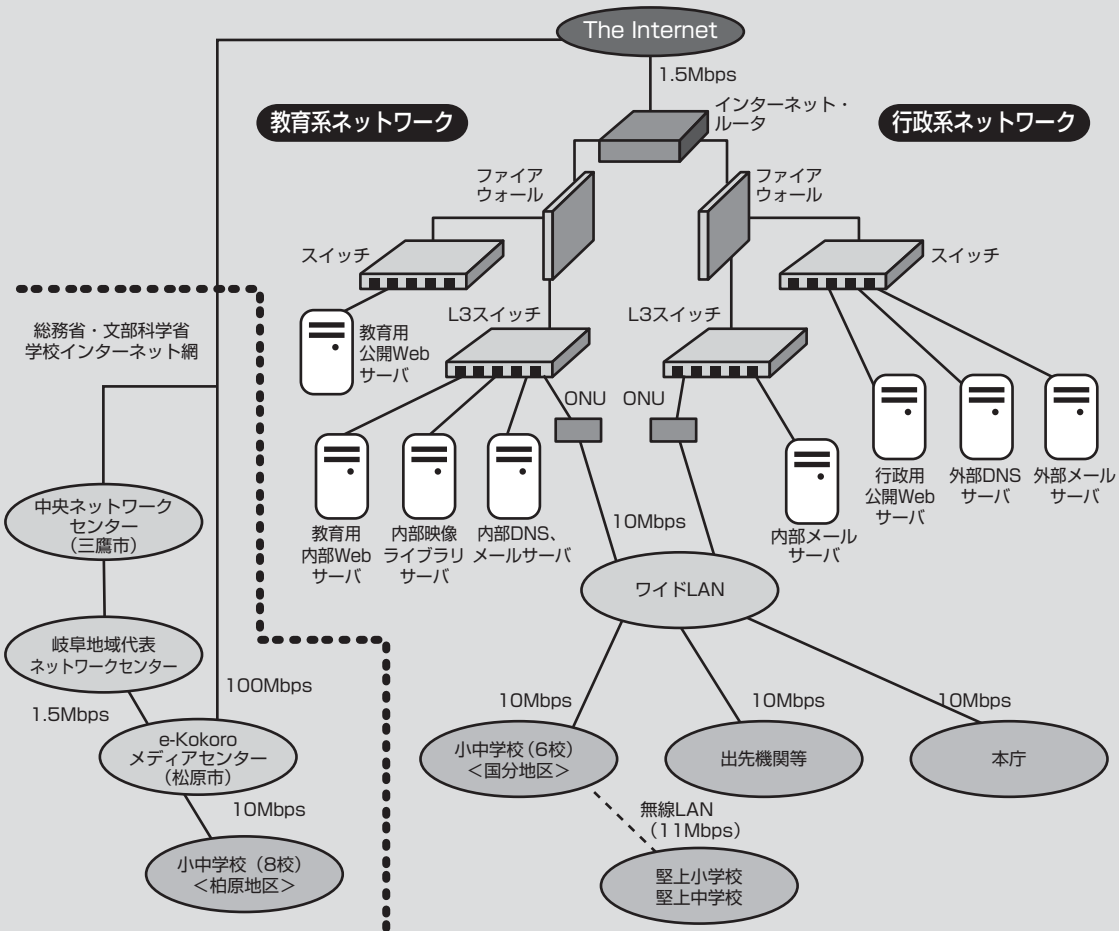 The Internet
1.5Mbps
教育系ネットワーク
インターネット・
ルータ
行政系ネットワーク
ファイア
ウォール
ファイア
ウォール
スイッチ
スイッチ
総務省・文部科学省
学校インターネット網
教育用
公開Web
サーバ
L3スイッチ
L3スイッチ
ONU
ONU
中央ネットワーク
センター
（三鷹市）
教育用
内部Web
サーバ
内部映像
ライブラリ
サーバ
内部DNS、
メールサーバ
10Mbps
内部メール
サーバ
行政用
公開Web
サーバ
外部DNS
サーバ
外部メール
サーバ
ワイドLAN
岐阜地域代表
ネットワークセンター
1.5Mbps
100Mbps
e-Kokoro
メディアセンター
（松原市）
10Mbps
小中学校（8校）
＜柏原地区＞
10Mbps
10Mbps
10Mbps
小中学校（6校）
＜国分地区＞
出先機関等
本庁
無線LAN
（11Mbps）
堅上小学校
堅上中学校